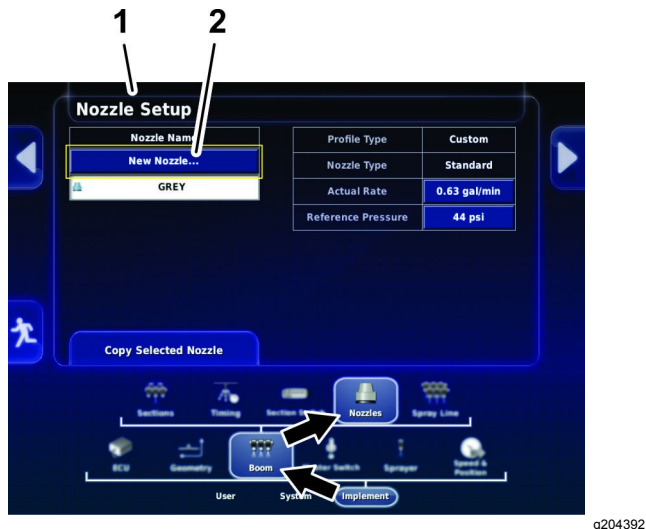 1 2
Nozzle Setup
Nozzle Name
New Nozzle...
GREY
Profile Type Custom
Nozzle Type Standard
Actual Rate 0.63 gal/min
Reference Pressure 44 psi
Copy Selected Nozzle
Sections Timing Section Nozzles Spray Line
ECU Geometry Boom Switch Sprayer Speed & Position
User System Implement
g204392